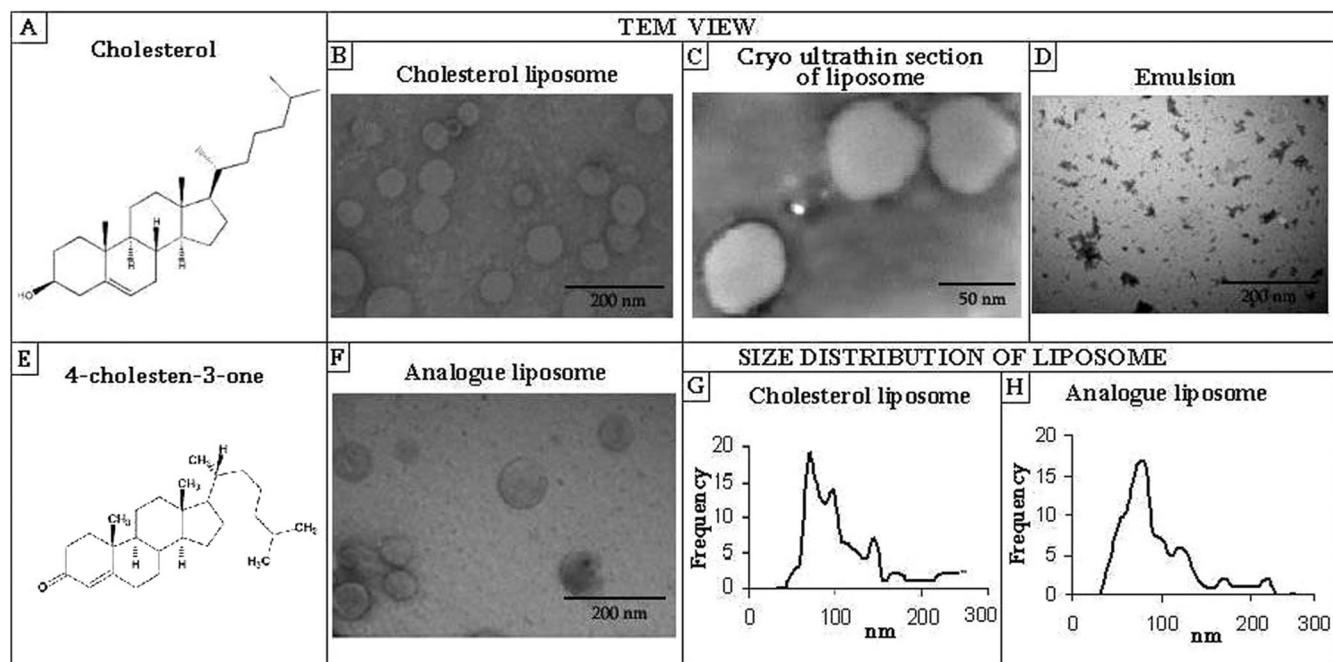 A
Cholesterol
HO
H
H
H
TEM VIEW
B
Cholesterol liposome
200 nm
C
Cryo ultrathin section
of liposome
50 nm
D
Emulsion
200 nm
E
4-cholesten-3-one
CH₃
H
CH₃
CH₃
CH₃
H₃C
H
H
O
F
Analogue liposome
200 nm
SIZE DISTRIBUTION OF LIPOSOME
G
Cholesterol liposome
Frequency
20
15
10
5
0
0 100 200 300
nm
H
Analogue liposome
Frequency
20
15
10
5
0
0 100 200 300
nm